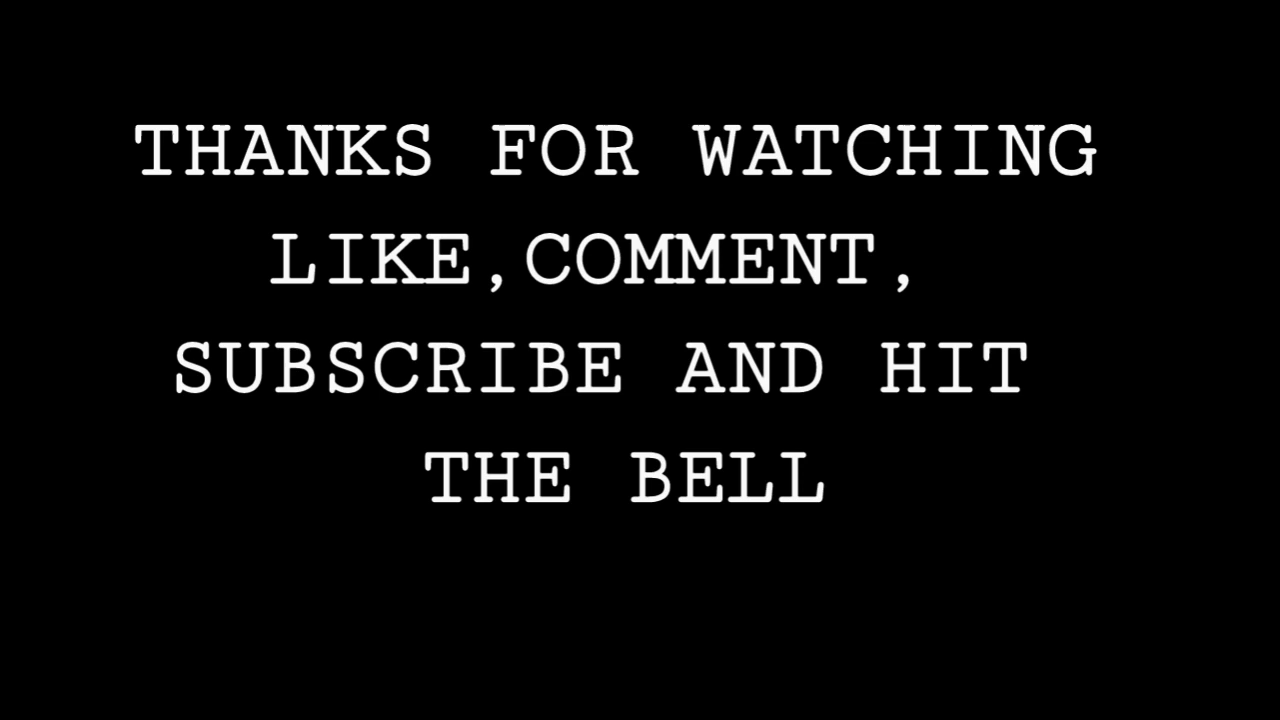 THANKS FOR WATCHING
LIKE,COMMENT,
SUBSCRIBE AND HIT
THE BELL